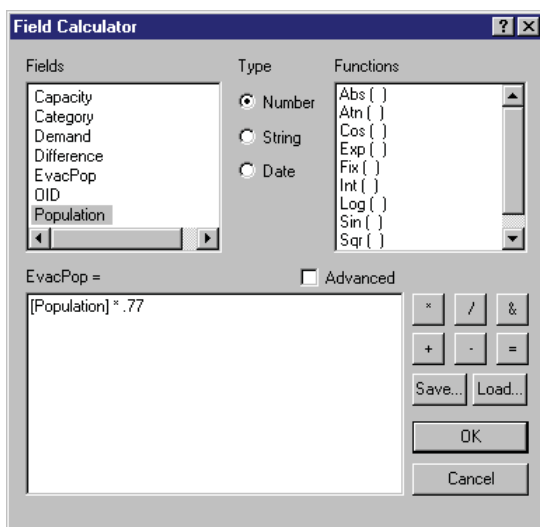 Field Calculator
Fields
Type
Functions
Capacity
Category
Demand
Difference
EvacPop
OID
Population
Number
String
Date
Abs ( )
Atn ( )
Cos ( )
Exp ( )
Fix ( )
Int ( )
Log ( )
Sin ( )
Sqr ( )
EvacPop =
Advanced
[Population] * .77
* / &
+ - =
Save... Load...
OK
Cancel